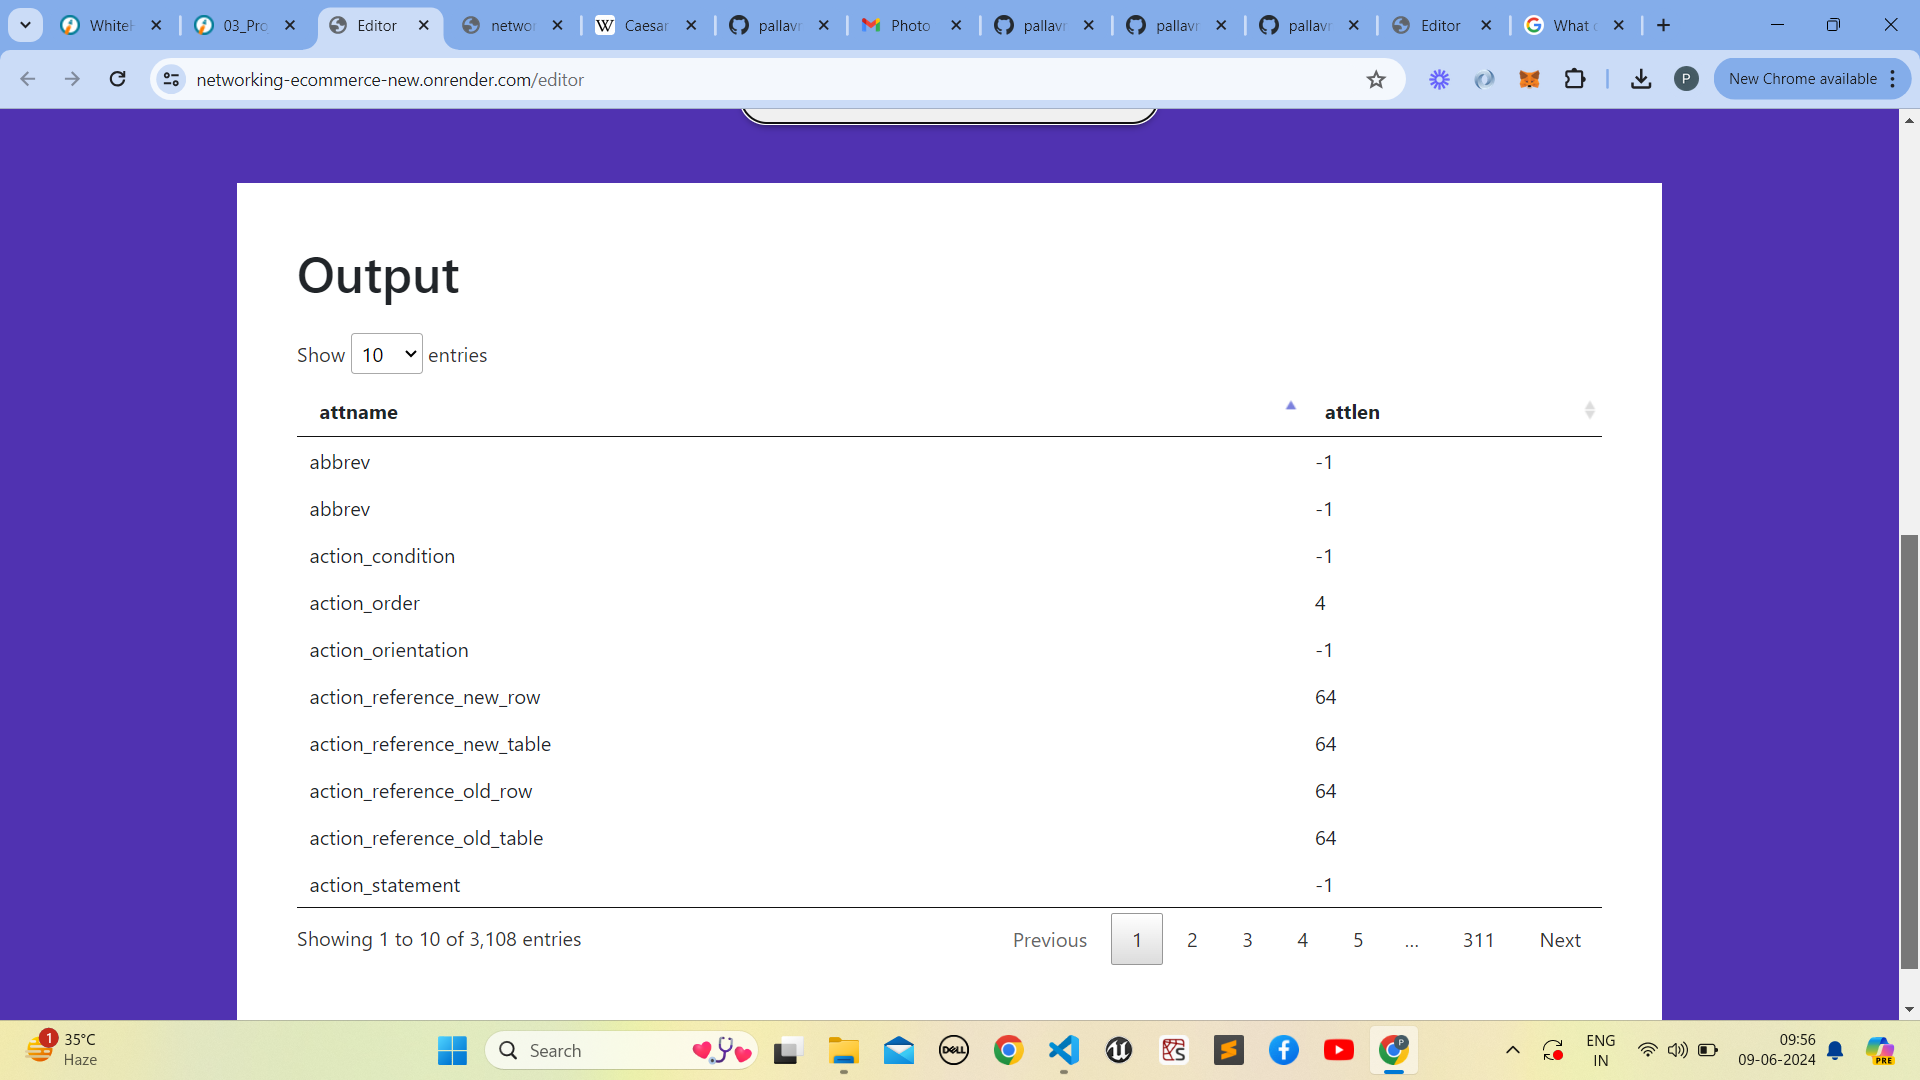 WhiteH
03_Pro
Editor
networ
Caesar
pallavr
Photo
pallavr
pallavr
pallavr
Editor
What
networking-ecommerce-new.onrender.com/editor
P
New Chrome available
Output
Show 10 entries
attname attlen
abbrev -1
abbrev -1
action_condition -1
action_order 4
action_orientation -1
action_reference_new_row 64
action_reference_new_table 64
action_reference_old_row 64
action_reference_old_table 64
action_statement -1
Showing 1 to 10 of 3,108 entries Previous 1 2 3 4 5 … 311 Next
1
35°C
Haze
Search
DELL
P
ENG
IN
09:56
09-06-2024
PRE